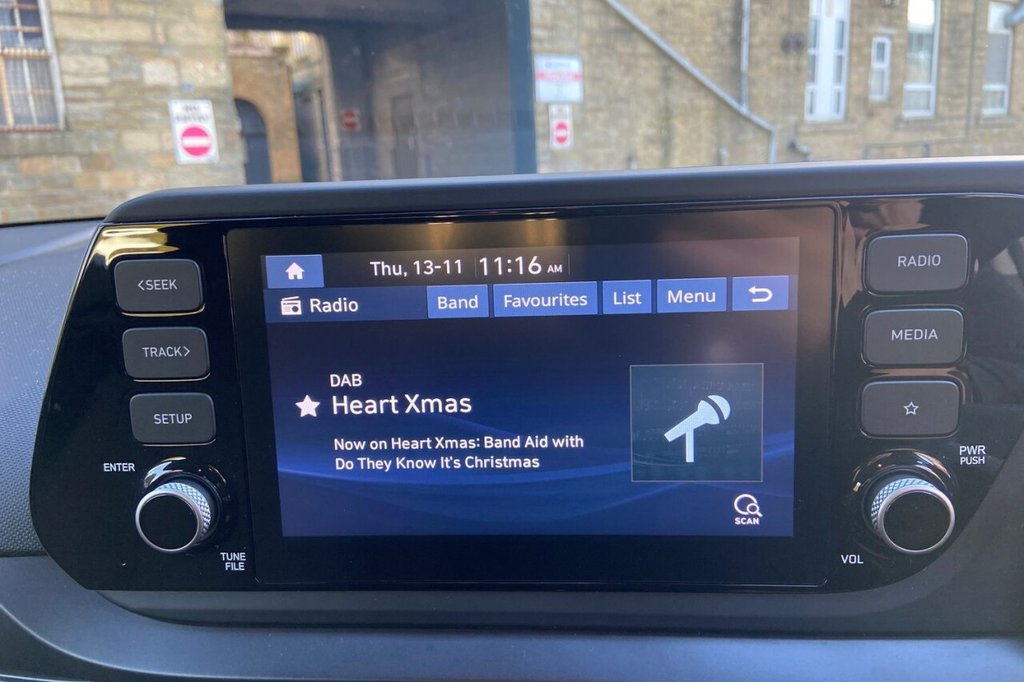 NO ENTRY
Thu, 13-11 11:16 AM
Radio Band Favourites List Menu
DAB
Heart Xmas
Now on Heart Xmas: Band Aid with
Do They Know It's Christmas
SCAN
<SEEK
TRACK>
SETUP
ENTER
TUNE
FILE
RADIO
MEDIA
PWR
PUSH
VOL